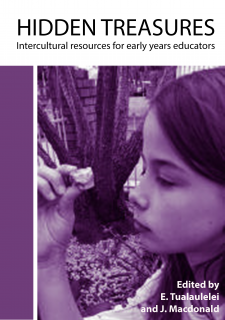 HIDDEN TREASURES
Intercultural resources for early years educators
Edited by
E. Tualaulelei
and J. Macdonald